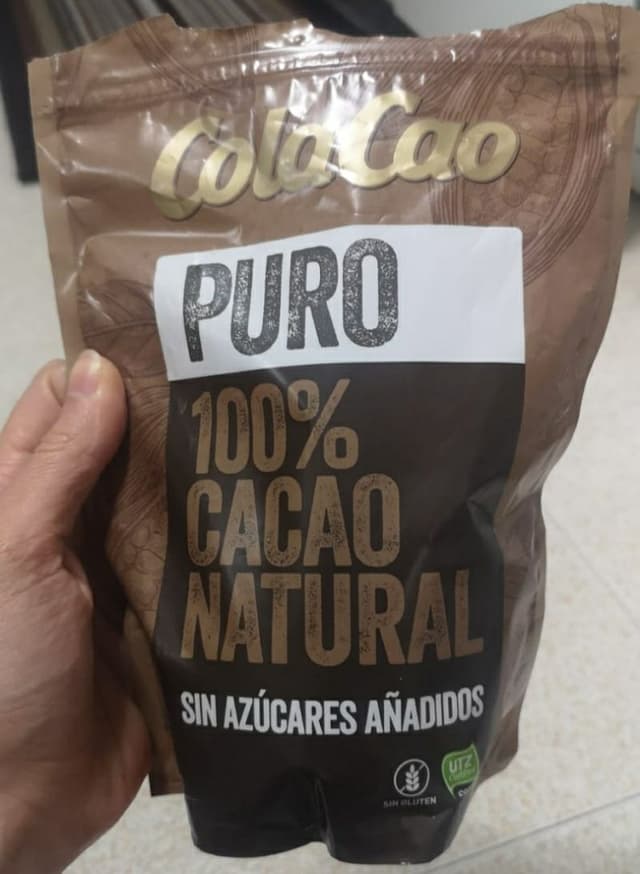 ColaCao
PURO
100%
CACAO
NATURAL
SIN AZÚCARES AÑADIDOS
SIN GLUTEN
UTZ